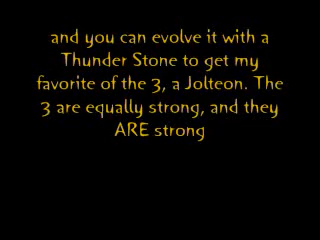 and you can evolve it with a
Thunder Stone to get my
favorite of the 3, a Jolteon. The
3 are equally strong, and they
ARE strong